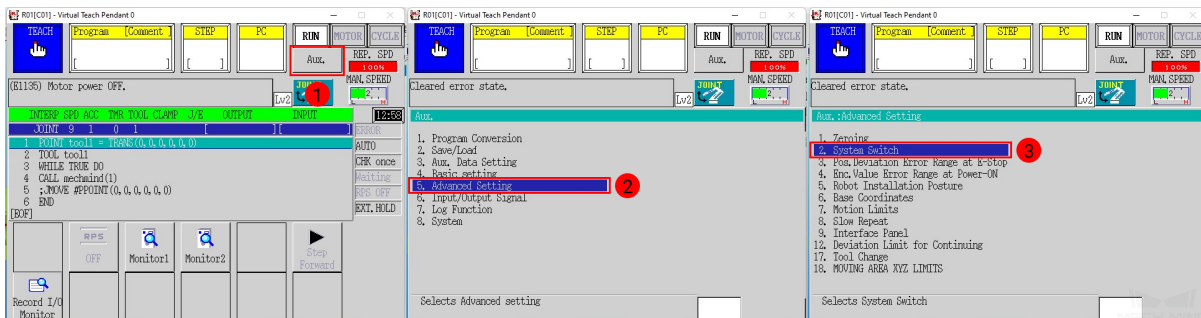 R01[C01] - Virtual Teach Pendant 0
TEACH
Program [Comment ]
STEP
PC
RUN
MOTOR
CYCLE
[ ]
[ ]
Aux.
REP. SPD
100%
(E1135) Motor power OFF.
Lv2
JOINT
1
MAN. SPEED
2
H
INTERP SPD ACC TMR TOOL CLAMP J/E OUTPUT INPUT
12:58
JOINT 9 1 0 1 [ ][ ]
ERROR
1 POINT tool1 = TRANS(0,0,0,0,0,0)
AUTO
2 TOOL tool1
3 WHILE TRUE DO
CHK once
4 CALL mechmind(1)
Waiting
5 ;JMOVE #PPOINT(0,0,0,0,0,0)
RPS OFF
6 END
[EOF]
EXT. HOLD
RPS
OFF
Monitor1
Monitor2
Step
Forward
Record I/O
Monitor
R01[C01] - Virtual Teach Pendant 0
TEACH
Program [Comment ]
STEP
PC
RUN
MOTOR
CYCLE
[ ]
[ ]
Aux.
REP. SPD
100%
Cleared error state.
Lv2
JOINT
MAN. SPEED
2
H
Aux.
1. Program Conversion
2. Save/Load
3. Aux. Data Setting
4. Basic setting
5. Advanced Setting
2
6. Input/Output Signal
7. Log Function
8. System
Selects Advanced setting
R01[C01] - Virtual Teach Pendant 0
TEACH
Program [Comment ]
STEP
PC
RUN
MOTOR
CYCLE
[ ]
[ ]
Aux.
REP. SPD
100%
Cleared error state.
Lv2
JOINT
MAN. SPEED
2
H
Aux.:Advanced Setting
1. Zeroing
2. System Switch
3
3. Pos.Deviation Error Range at E-Stop
4. Enc.Value Error Range at Power-ON
5. Robot Installation Posture
6. Base Coordinates
7. Motion Limits
8. Slow Repeat
9. Interface Panel
12. Deviation Limit for Continuing
17. Tool Change
18. MOVING AREA XYZ LIMITS
Selects System Switch